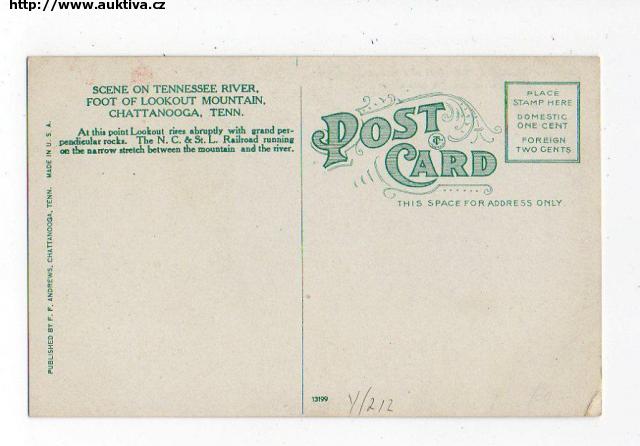 http://www.auktiva.cz
SCENE ON TENNESSEE RIVER,
FOOT OF LOOKOUT MOUNTAIN,
CHATTANOOGA, TENN.
At this point Lookout rises abruptly with grand per-
pendicular rocks. The N. C. & St. L. Railroad running
on the narrow stretch between the mountain and the river.
PUBLISHED BY F. F. ANDREWS, CHATTANOOGA, TENN. MADE IN U. S. A.
POST
CARD
THIS SPACE FOR ADDRESS ONLY
PLACE
STAMP HERE
DOMESTIC
ONE CENT
FOREIGN
TWO CENTS
13199
Y/212